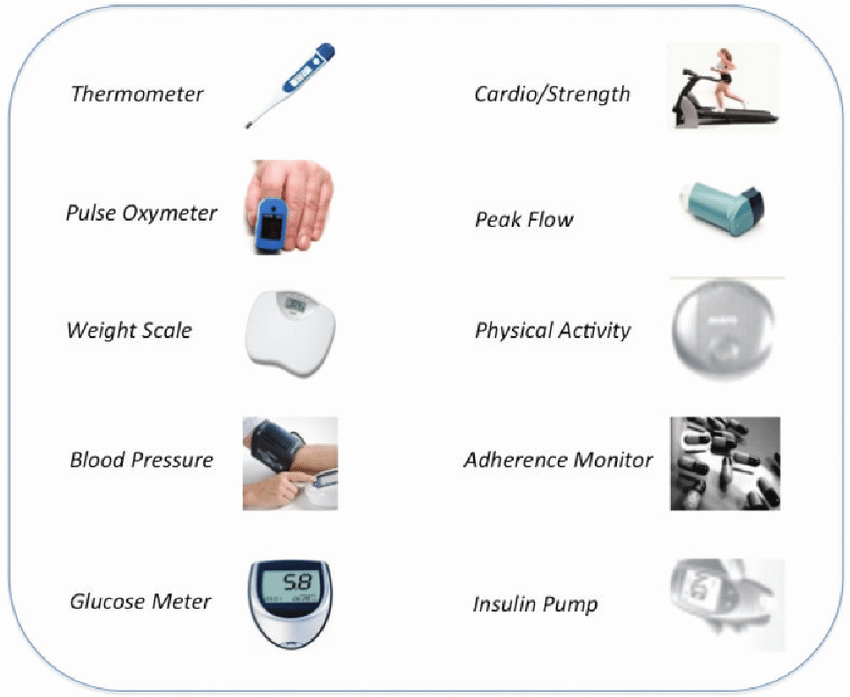 Thermometer
Cardio/Strength
Pulse Oxymeter
Peak Flow
Weight Scale
Physical Activity
Blood Pressure
Adherence Monitor
5.8
Glucose Meter
Insulin Pump